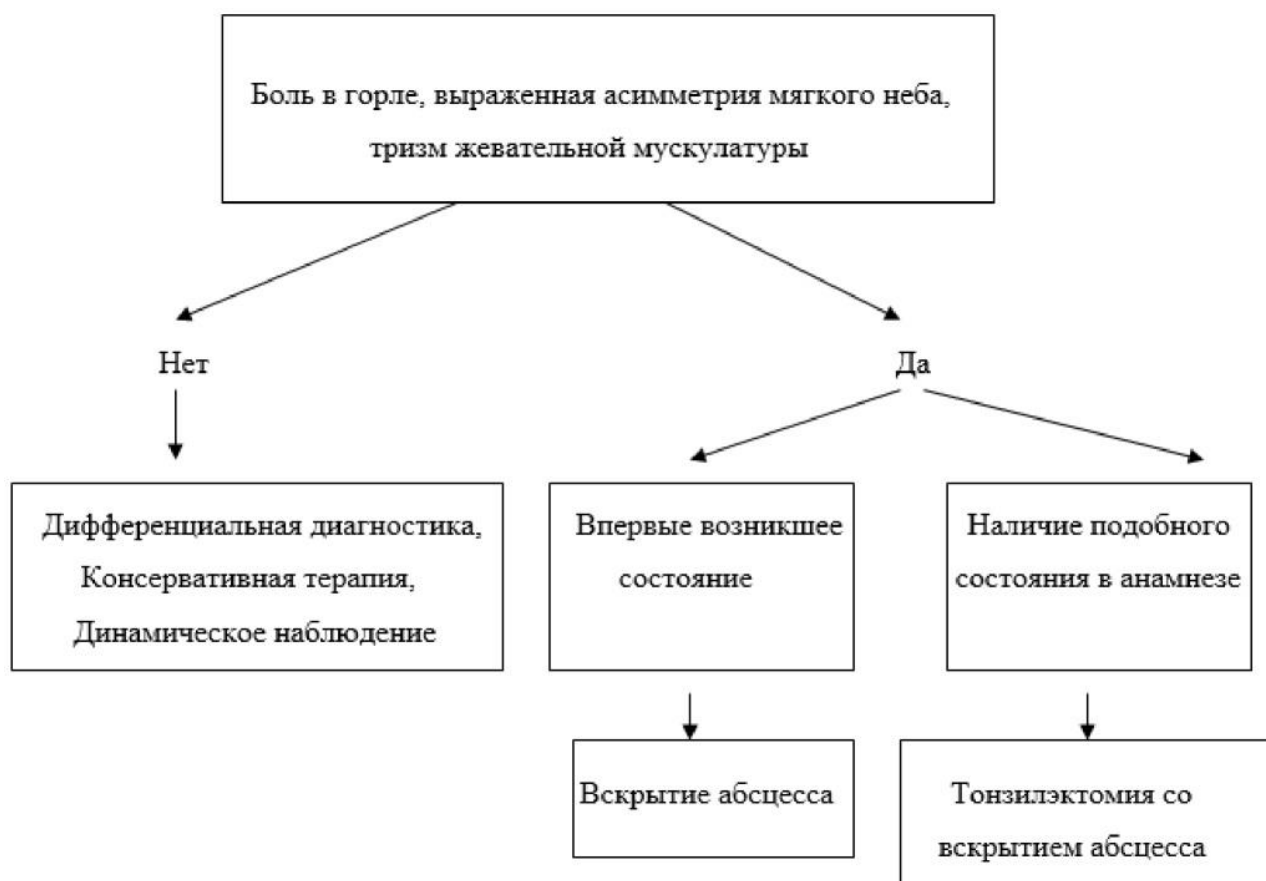 Боль в горле, выраженная асимметрия мягкого неба,
тризм жевательной мускулатуры
Нет
Да
Дифференциальная диагностика,
Консервативная терапия,
Динамическое наблюдение
Впервые возникшее
состояние
Наличие подобного
состояния в анамнезе
Вскрытие абсцесса
Тонзилэктомия со
вскрытием абсцесса